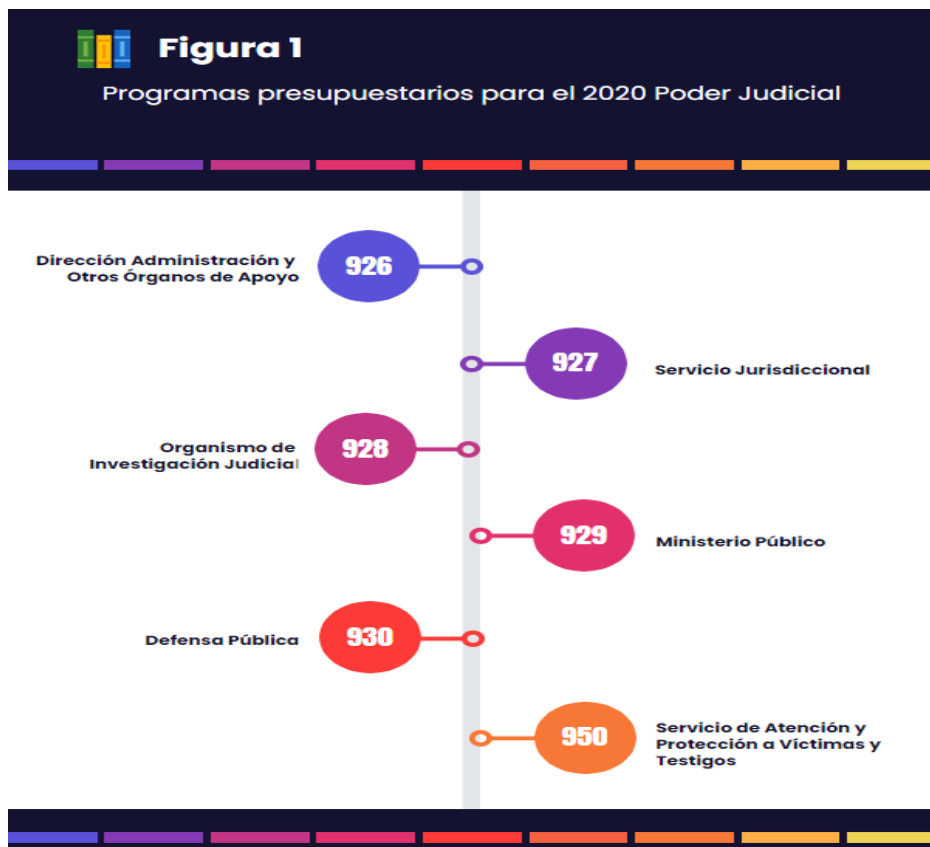 Figura 1
Programas presupuestarios para el 2020 Poder Judicial
Dirección Administración y
Otros Órganos de Apoyo
926
927
Servicio Jurisdiccional
Organismo de
Investigación Judicial
928
929
Ministerio Público
Defensa Pública
930
950
Servicio de Atención y
Protección a Víctimas y
Testigos